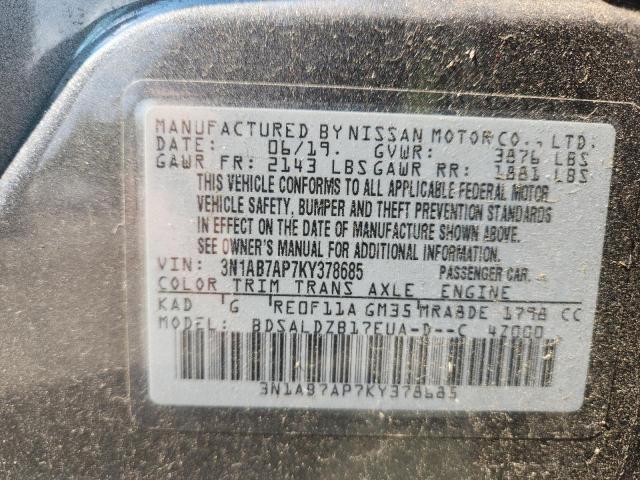 MANUFACTURED BY NISSAN MOTOR CO., LTD.
DATE: 06/19. GVWR: 3876 LBS
GAWR FR: 2143 LBS GAWR RR: 1881 LBS
THIS VEHICLE CONFORMS TO ALL APPLICABLE FEDERAL MOTOR
VEHICLE SAFETY, BUMPER AND THEFT PREVENTION STANDARDS
IN EFFECT ON THE DATE OF MANUFACTURE SHOWN ABOVE.
SEE OWNER'S MANUAL FOR ADDITIONAL INFORMATION.
VIN: 3N1AB7AP7KY378685 PASSENGER CAR.
COLOR TRIM TRANS AXLE ENGINE
KAD G RE0F11A GM35 MRA8DE 1798 CC
MODEL: BDSALDZB17EUA-D--C 4Z000
3N1AB7AP7KY378685